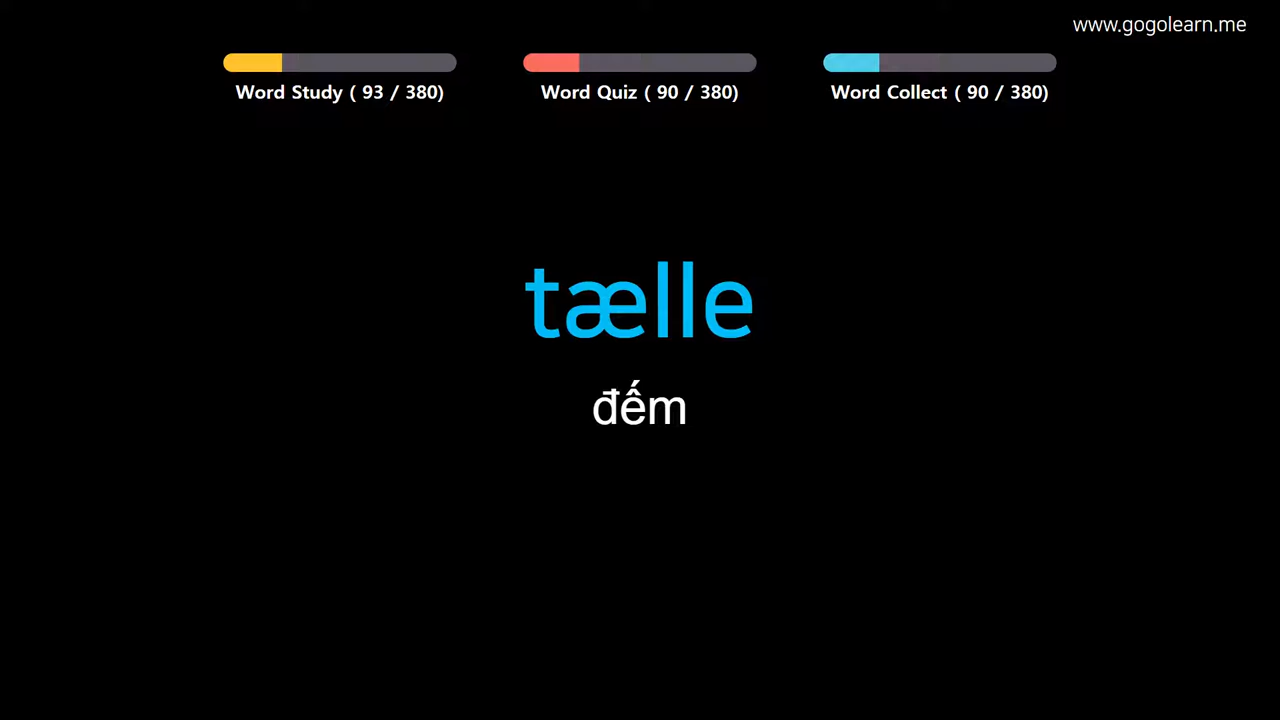 www.gogolearn.me
Word Study ( 93 / 380)
Word Quiz ( 90 / 380)
Word Collect ( 90 / 380)
tælle
đếm